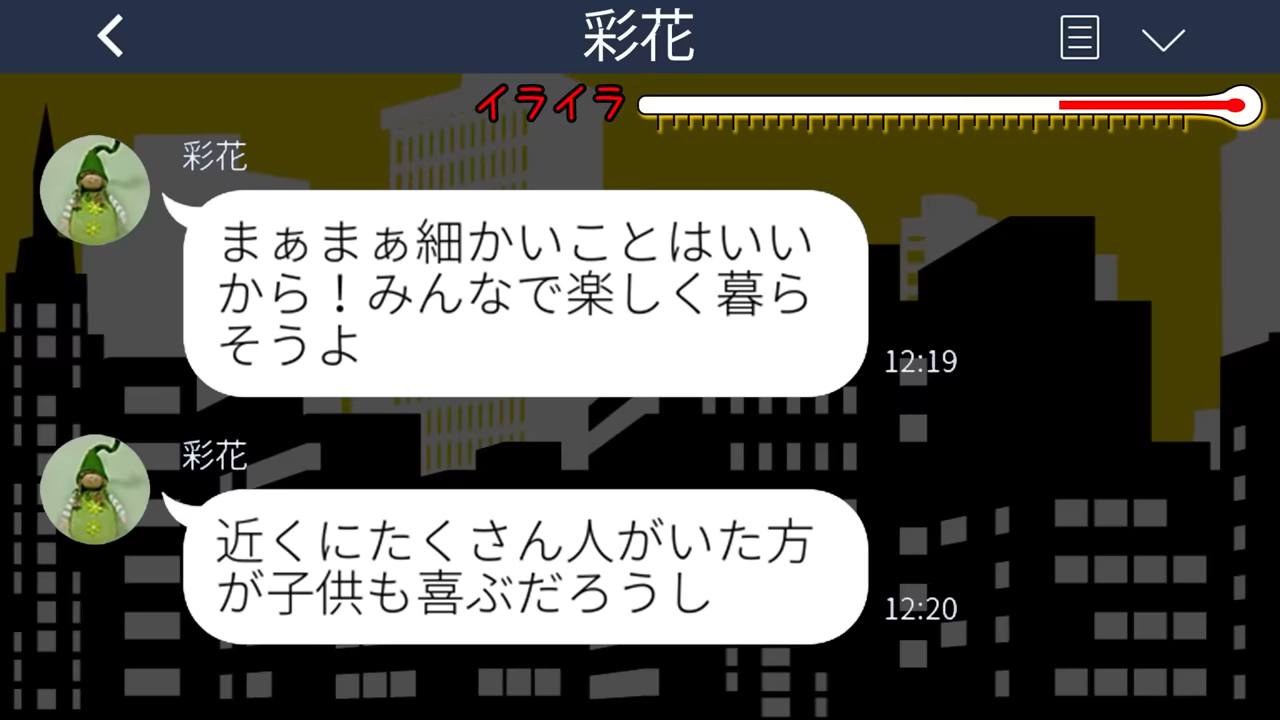 彩花
イライラ
彩花
まぁまぁ細かいことはいい
から！みんなで楽しく暮ら
そうよ
12:19
彩花
近くにたくさん人がいた方
が子供も喜ぶだろうし
12:20